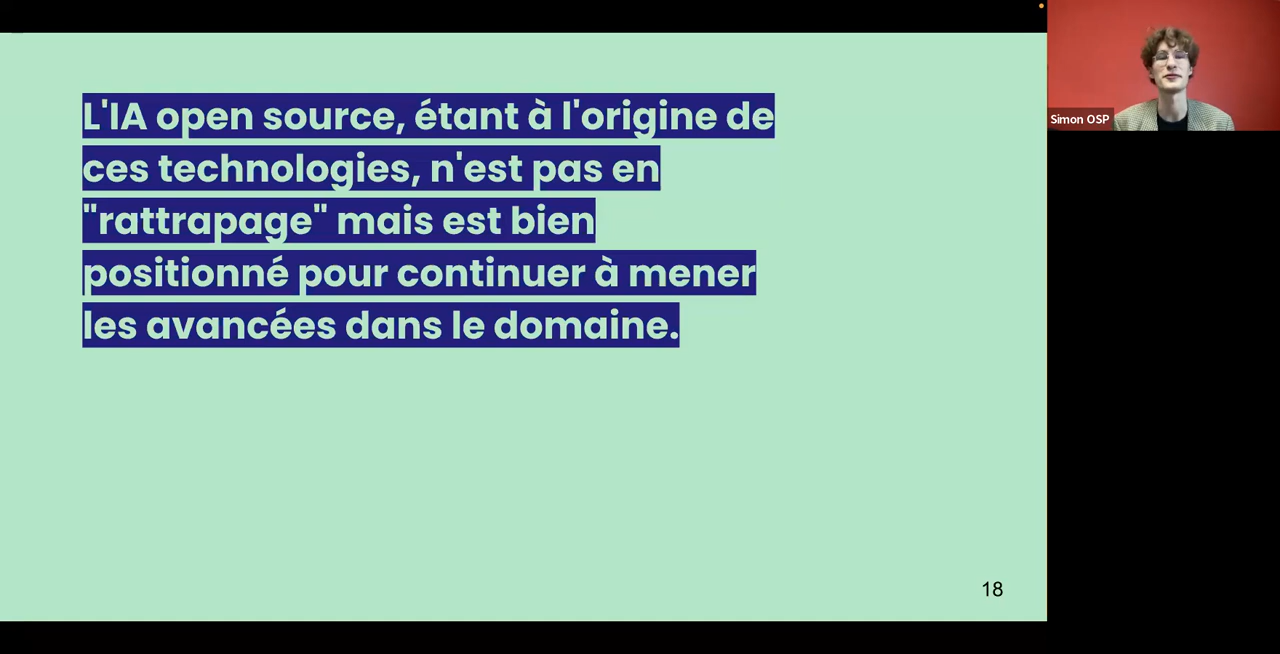 L'IA open source, étant à l'origine de
ces technologies, n'est pas en
"rattrapage" mais est bien
positionné pour continuer à mener
les avancées dans le domaine.
18
Simon OSP